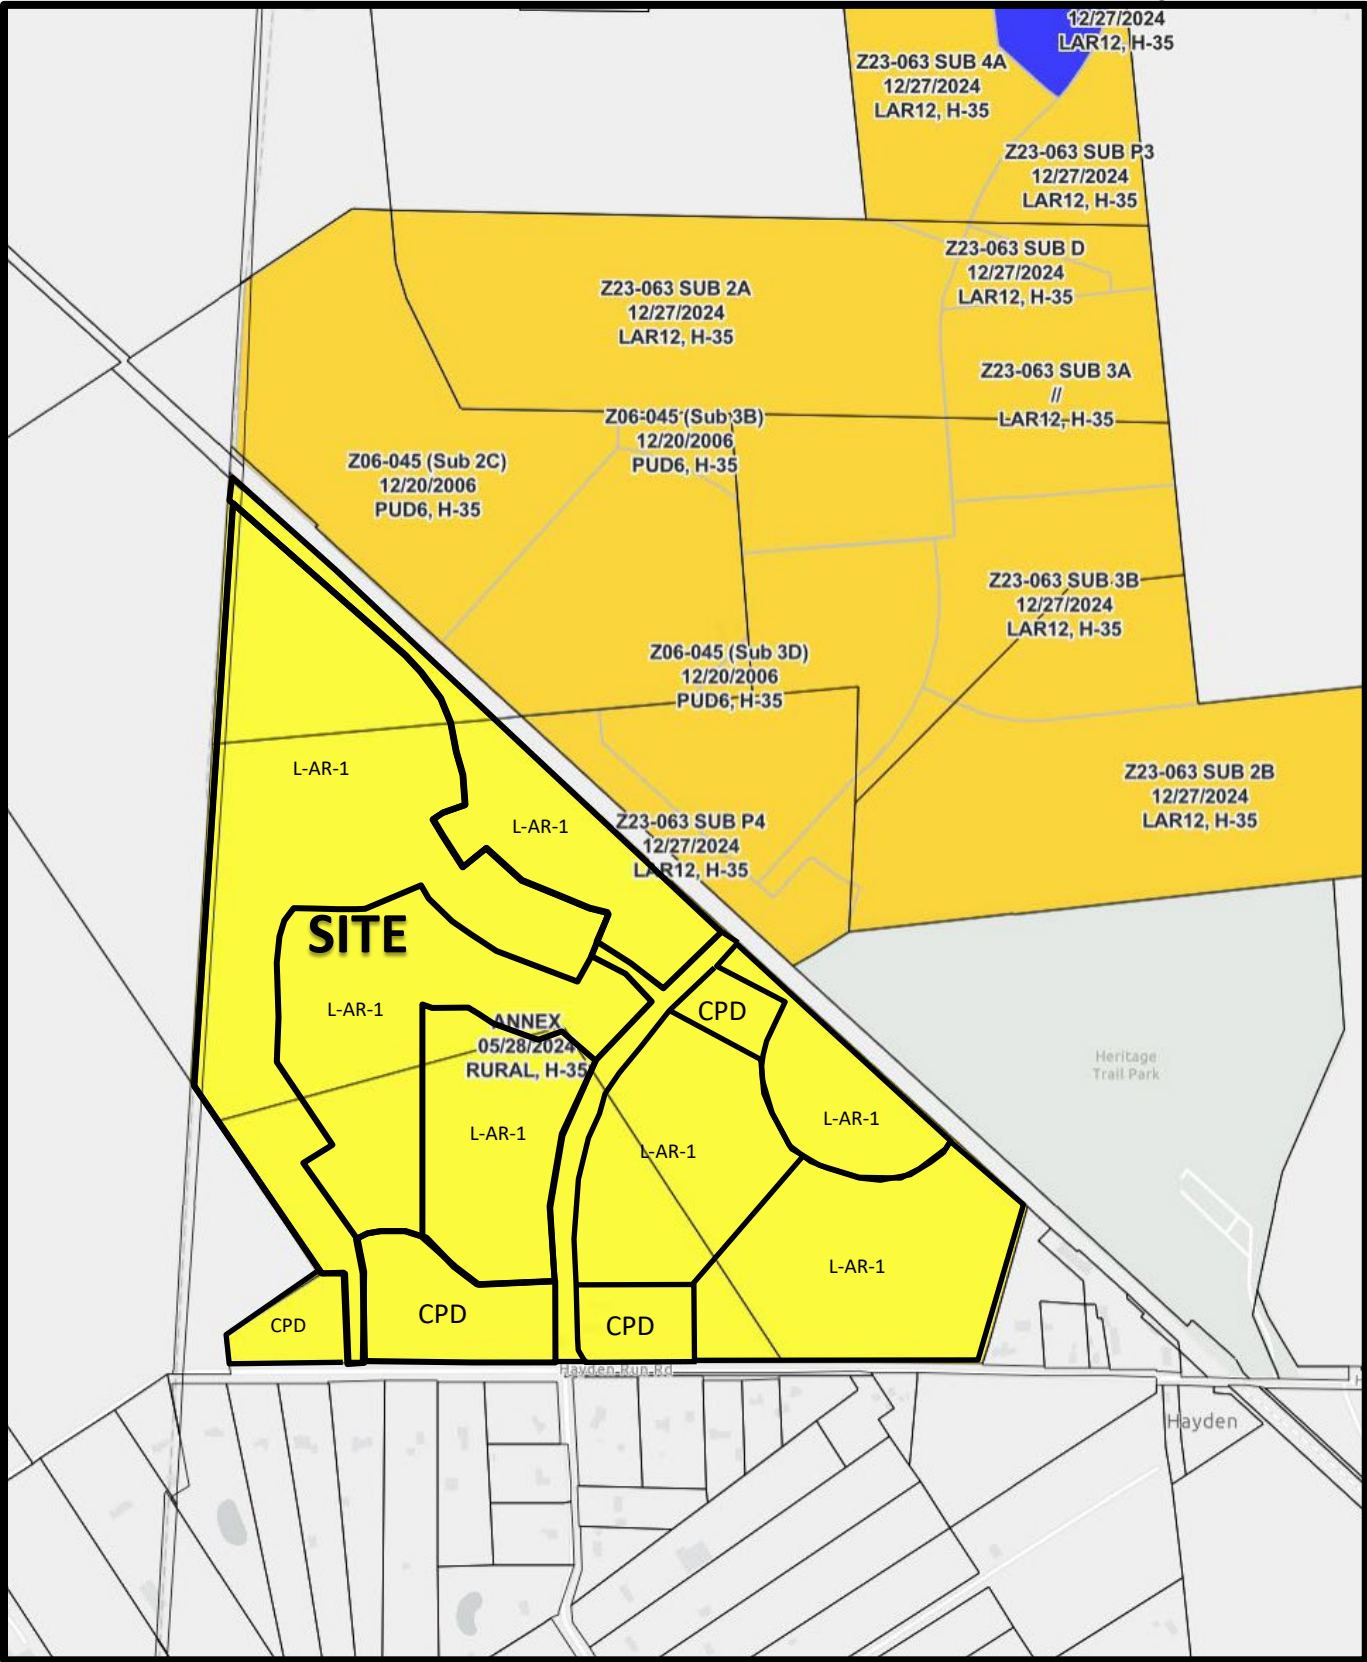 12/27/2024
LAR12, H-35
Z23-063 SUB 4A
12/27/2024
LAR12, H-35
Z23-063 SUB P3
12/27/2024
LAR12, H-35
Z23-063 SUB D
12/27/2024
LAR12, H-35
Z23-063 SUB 2A
12/27/2024
LAR12, H-35
Z23-063 SUB 3A
//
LAR12, H-35
Z06-045 (Sub 3B)
12/20/2006
PUD6, H-35
Z06-045 (Sub 2C)
12/20/2006
PUD6, H-35
Z23-063 SUB 3B
12/27/2024
LAR12, H-35
Z06-045 (Sub 3D)
12/20/2006
PUD6, H-35
Z23-063 SUB 2B
12/27/2024
LAR12, H-35
L-AR-1
L-AR-1
Z23-063 SUB P4
12/27/2024
LAR12, H-35
SITE
L-AR-1
CPD
ANNEX
05/28/2024
RURAL, H-35
Heritage
Trail Park
L-AR-1
L-AR-1
L-AR-1
L-AR-1
CPD
CPD
CPD
Hayden Run Rd
Hayden